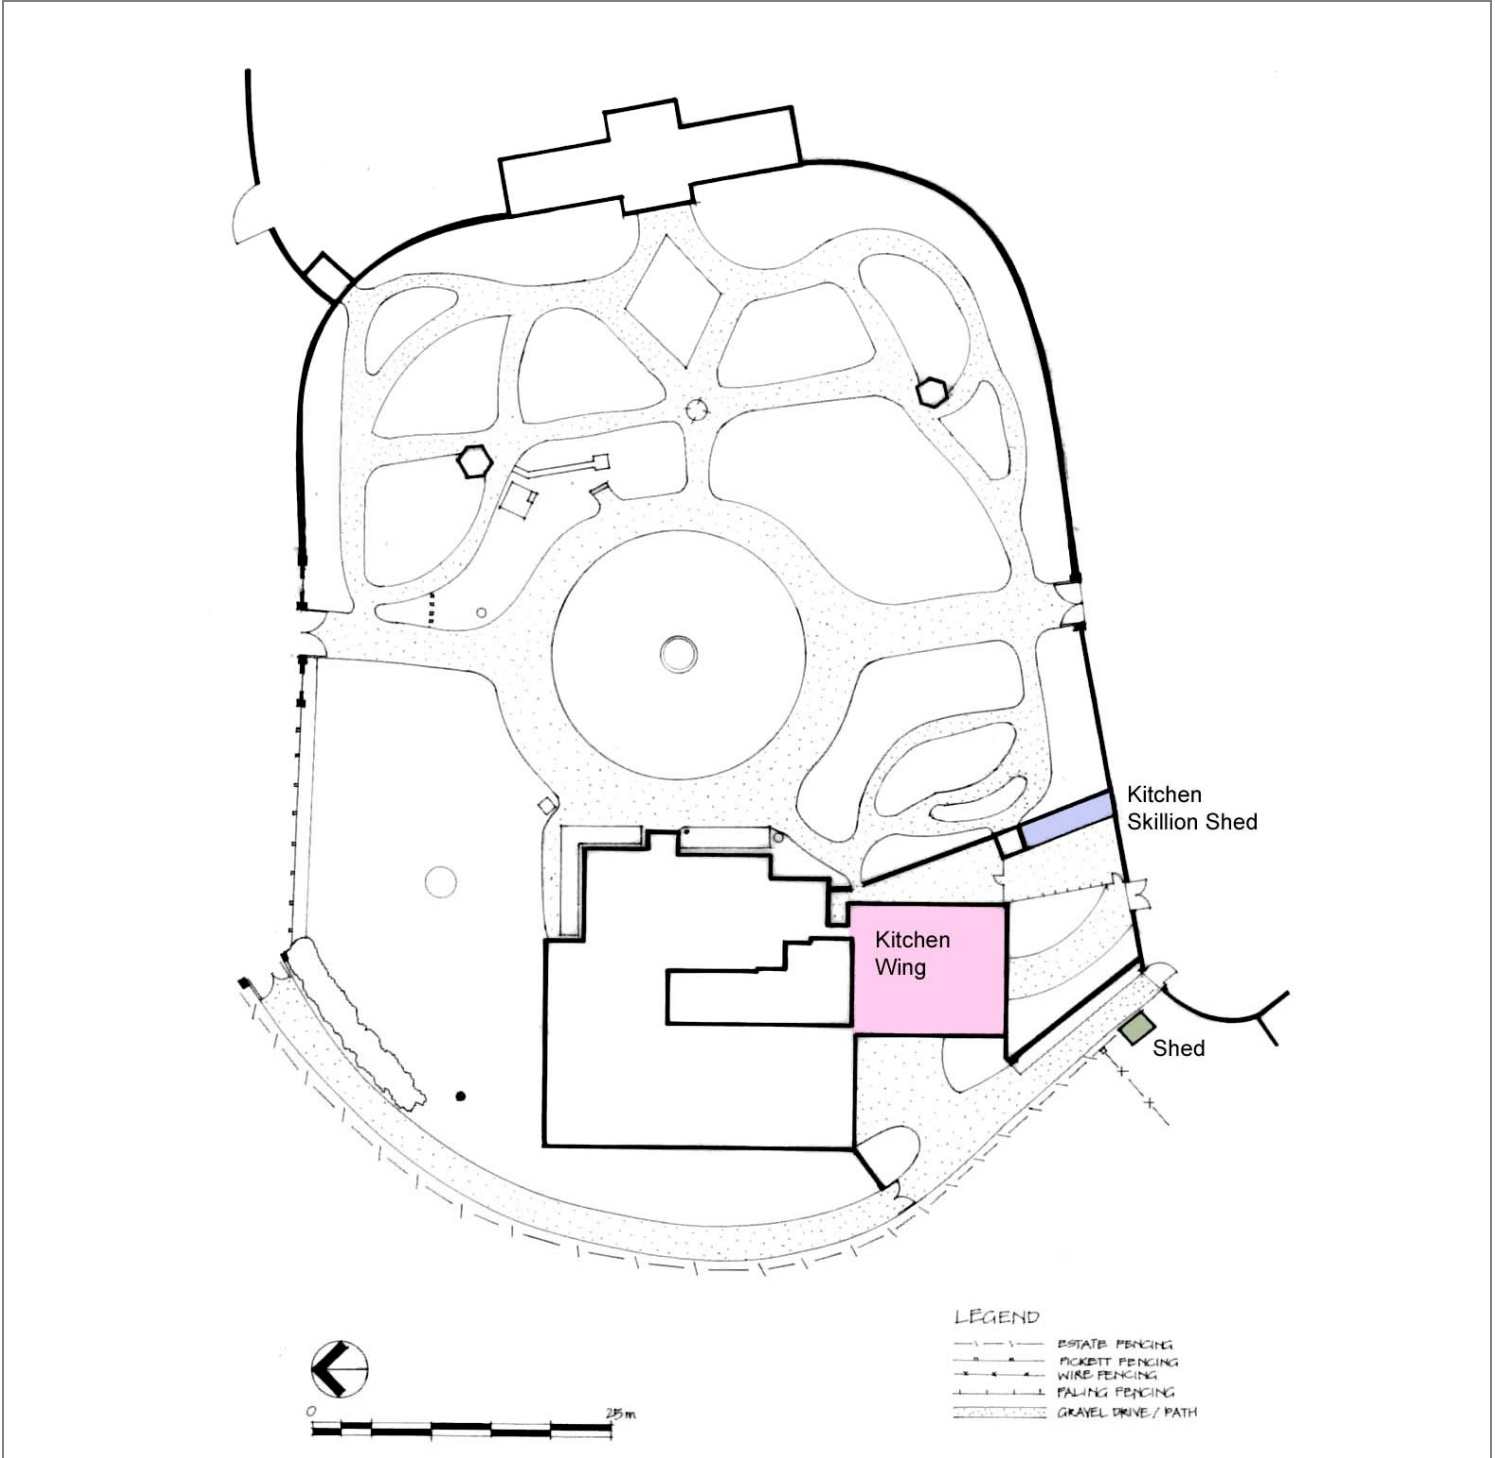 Kitchen
Skillion Shed
Kitchen
Wing
Shed
LEGEND
ESTATE FENCING
PICKETT FENCING
WIRE FENCING
PALING FENCING
GRAVEL DRIVE / PATH
0 25m